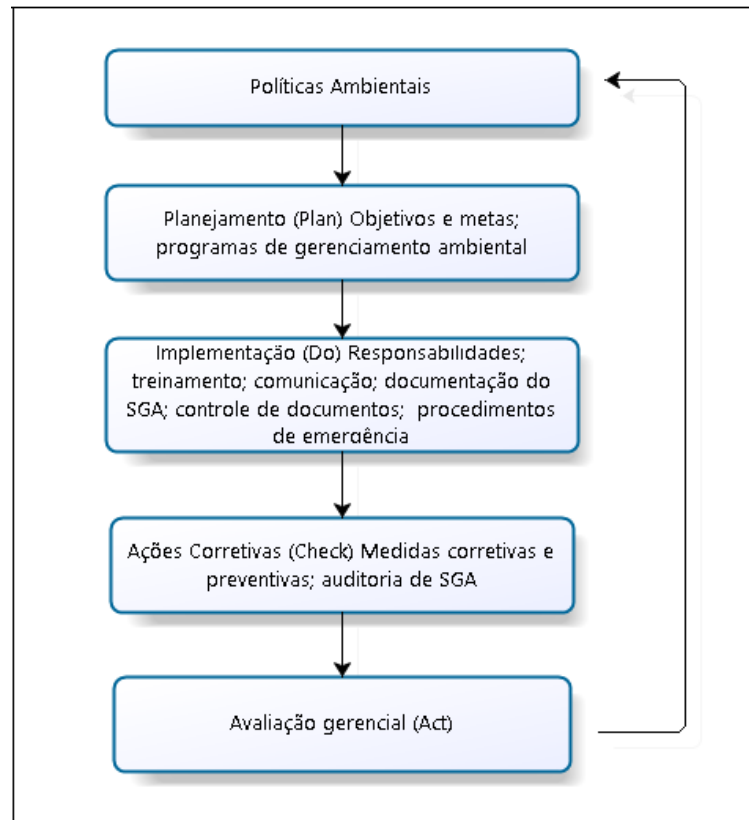 Políticas Ambientais
Planejamento (Plan) Objetivos e metas;
programas de gerenciamento ambiental
Implementação (Do) Responsabilidades;
treinamento; comunicação; documentação do
SGA; controle de documentos;  procedimentos
de emergência
Ações Corretivas (Check) Medidas corretivas e
preventivas; auditoria de SGA
Avaliação gerencial (Act)